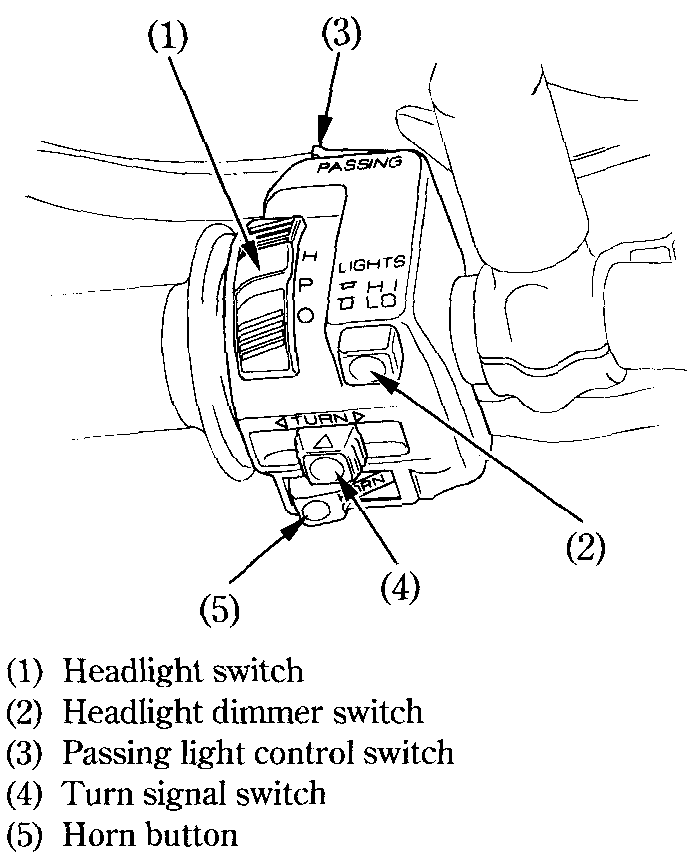 (1)
(3)
PASSING
H
P
O
LIGHTS
HI
LO
TURN
HORN
(2)
(4)
(5)
(1) Headlight switch
(2) Headlight dimmer switch
(3) Passing light control switch
(4) Turn signal switch
(5) Horn button